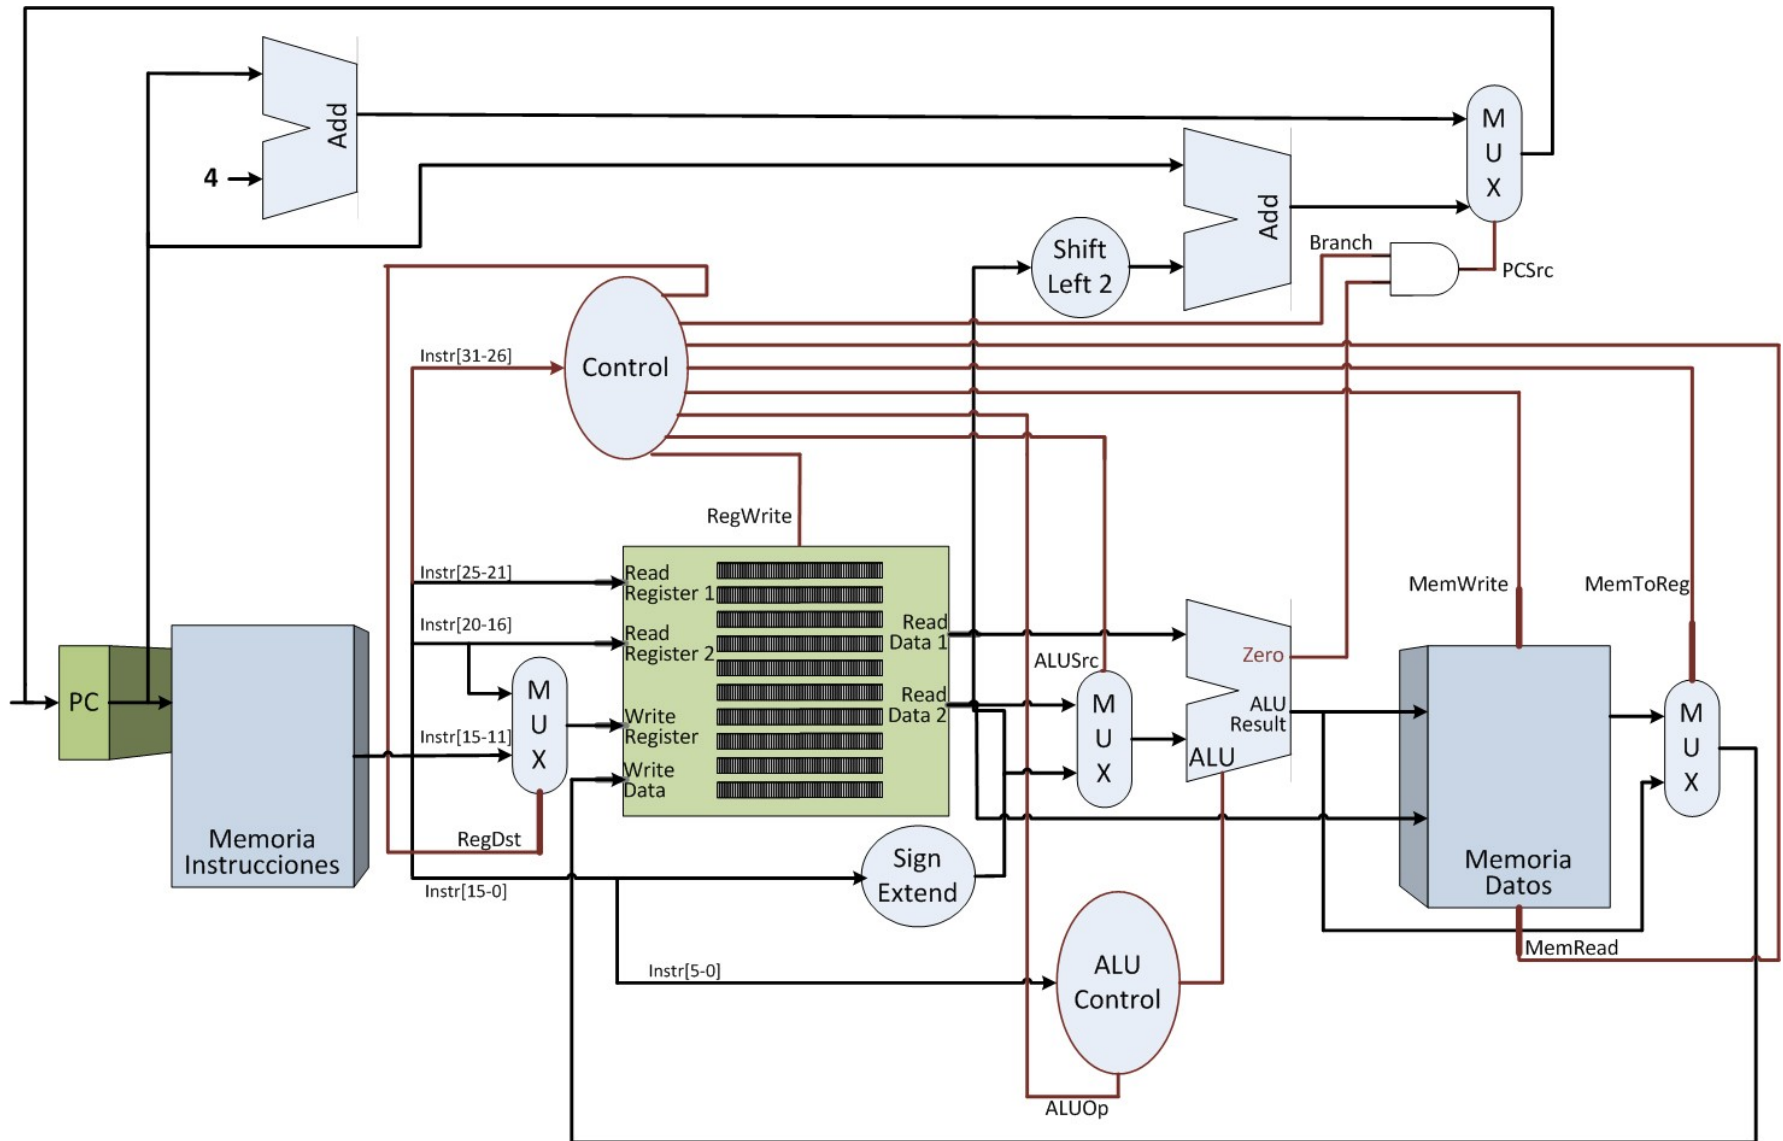 Add
4
M
U
X
Add
Shift
Left 2
Branch
PCSrc
Control
Instr[31-26]
RegWrite
Instr[25-21]
Read
Register 1
Instr[20-16]
Read
Register 2
Read
Data 1
Read
Data 2
MemWrite
MemToReg
Zero
ALUSrc
ALU
Result
ALU
PC
M
U
X
Write
Register
Instr[15-11]
Write
Data
M
U
X
M
U
X
RegDst
Memoria
Instrucciones
Instr[15-0]
Sign
Extend
Memoria
Datos
MemRead
Instr[5-0]
ALU
Control
ALUOp